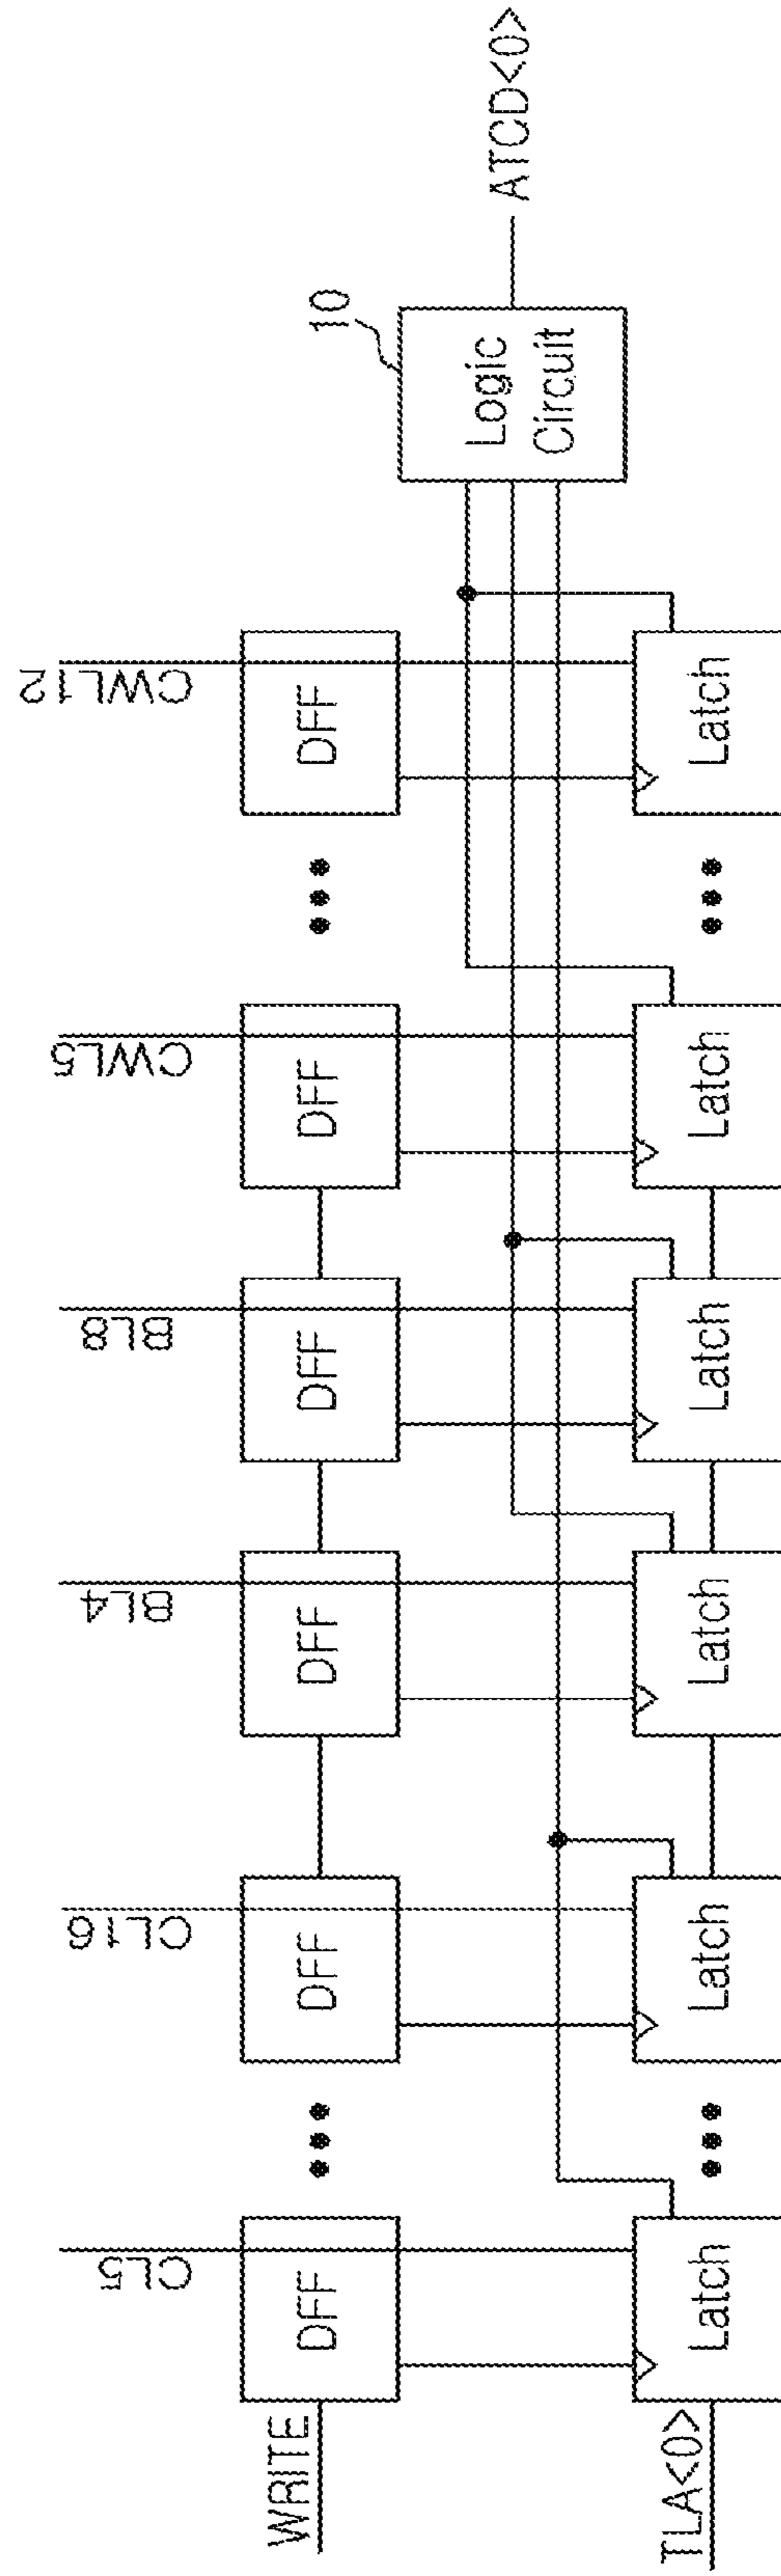 CL5
CL16
BL4
BL8
CWL5
CWL12
WRITE
DFF
DFF
DFF
DFF
DFF
DFF
10
Logic
Circuit
ATCD<0>
TLA<0>
Latch
Latch
Latch
Latch
Latch
Latch